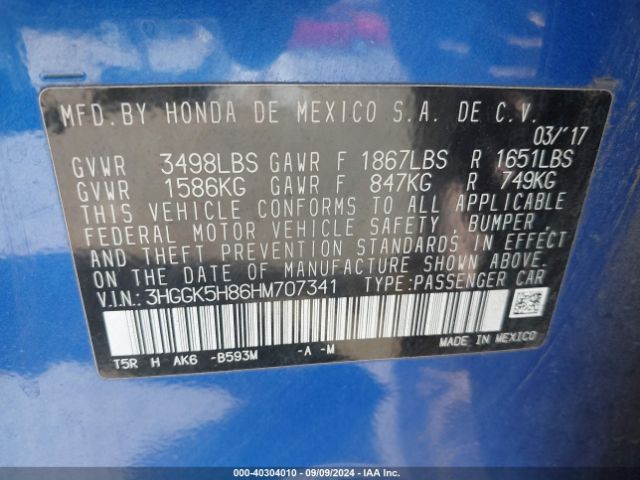 MFD.BY HONDA DE MEXICO S.A. DE C.V.
03/'17
GVWR 3498LBS GAWR F 1867LBS R 1651LBS
GVWR 1586KG GAWR F 847KG R 749KG
THIS VEHICLE CONFORMS TO ALL APPLICABLE
FEDERAL MOTOR VEHICLE SAFETY, BUMPER,
AND THEFT PREVENTION STANDARDS IN EFFECT
ON THE DATE OF MANUFACTURE SHOWN ABOVE.
V.I.N.: 3HGGK5H86HM707341 TYPE:PASSENGER CAR
T5R H AK6 -B593M -A -M MADE IN MEXICO
000-40304010 - 09/09/2024 - IAA Inc.